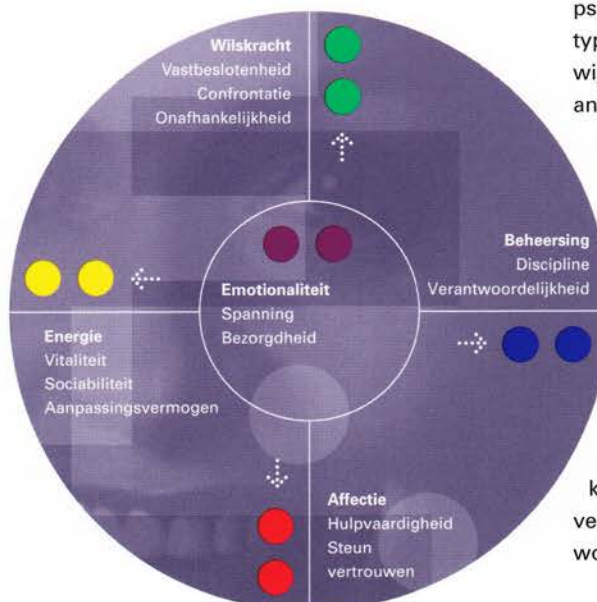 Wilskracht
Vastbeslotenheid
Confrontatie
Onafhankelijkheid
Beheersing
Discipline
Verantwoordelijkheid
Emotionaliteit
Spanning
Bezorgdheid
Energie
Vitaliteit
Sociabiliteit
Aanpassingsvermogen
Affectie
Hulpvaardigheid
Steun
vertrouwen